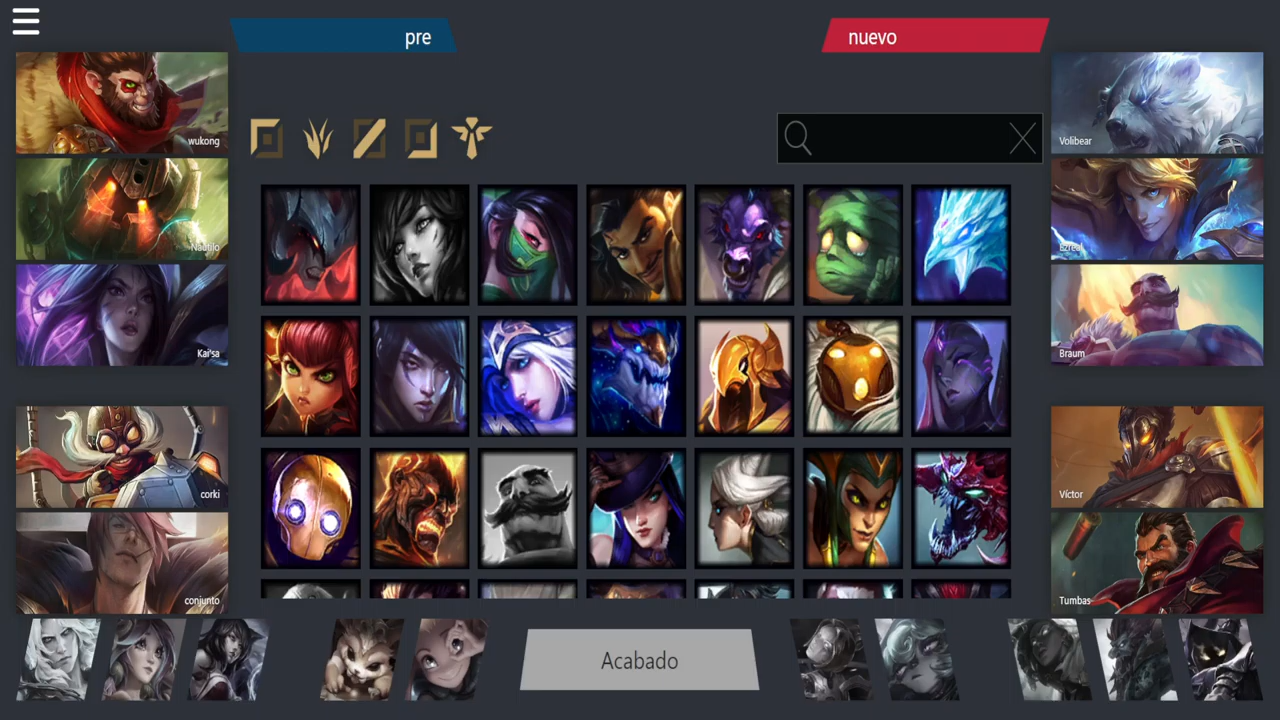 pre
nuevo
wukong
Nautilo
Kai'sa
Volibear
Ezreal
Braum
corki
conjunto
Víctor
Tumbas
Acabado